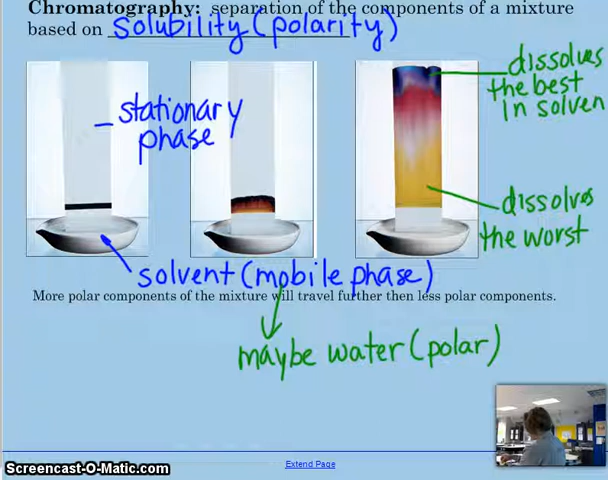 Chromatography: separation of the components of a mixture
based on solubility (polarity)
stationary
phase
dissolves
the best
in solven
dissolves
the worst
solvent (mobile phase)
More polar components of the mixture will travel further then less polar components.
maybe water (polar)
Extend Page
Screencast-O-Matic.com